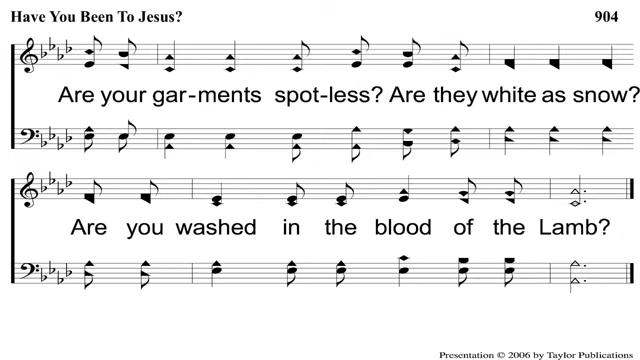 Have You Been To Jesus? 904
Are your gar-ments spot-less? Are they white as snow?
Are you washed in the blood of the Lamb?
Presentation © 2006 by Taylor Publications